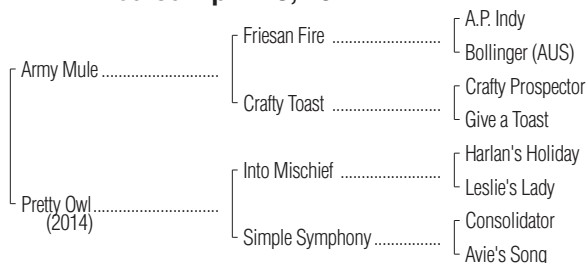 Friesan Fire ..............................
A.P. Indy
Bollinger (AUS)
Army Mule ..................................
Crafty Toast ..............................
Crafty Prospector
Give a Toast
Into Mischief ............................
Harlan's Holiday
Leslie's Lady
Pretty Owl....................................
(2014)
Simple Symphony...................
Consolidator
Avie's Song